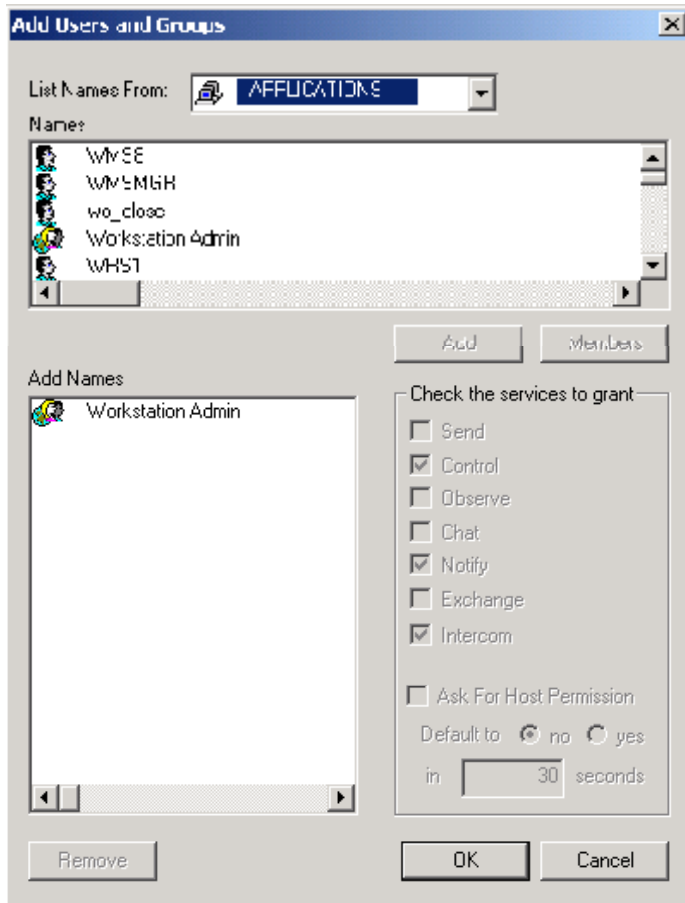 Add Users and Groups
List Names From: APPLICATIONS
Names
WMSMGR
wo_close
Workstation Admin
Add Members
Add Names
Workstation Admin
Check the services to grant
Send
Control
Observe
Chat
Notify
Exchange
Intercom
Ask For Host Permission
Default to no yes
in 30 seconds
Remove OK Cancel